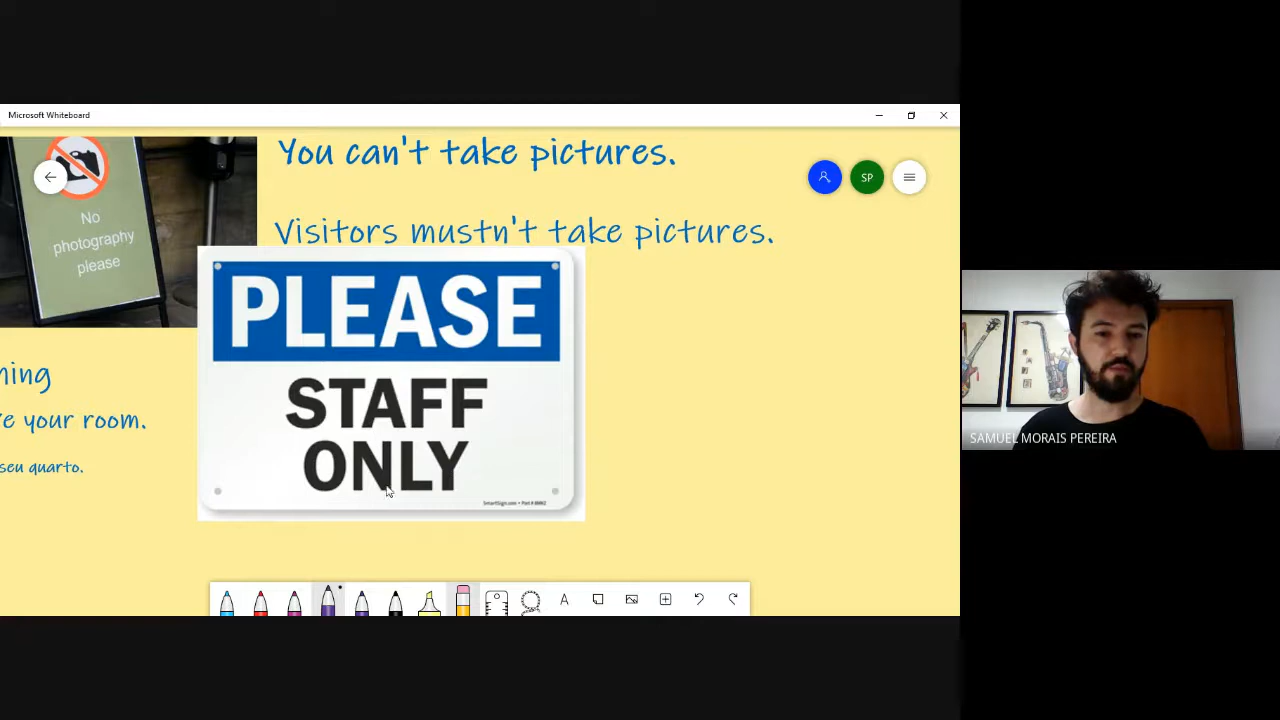 Microsoft Whiteboard
You can't take pictures.
SP
No
photography
please
Visitors mustn't take pictures.
PLEASE
STAFF
ONLY
ning
e your room.
seu quarto.
SAMUEL MORAIS PEREIRA
A